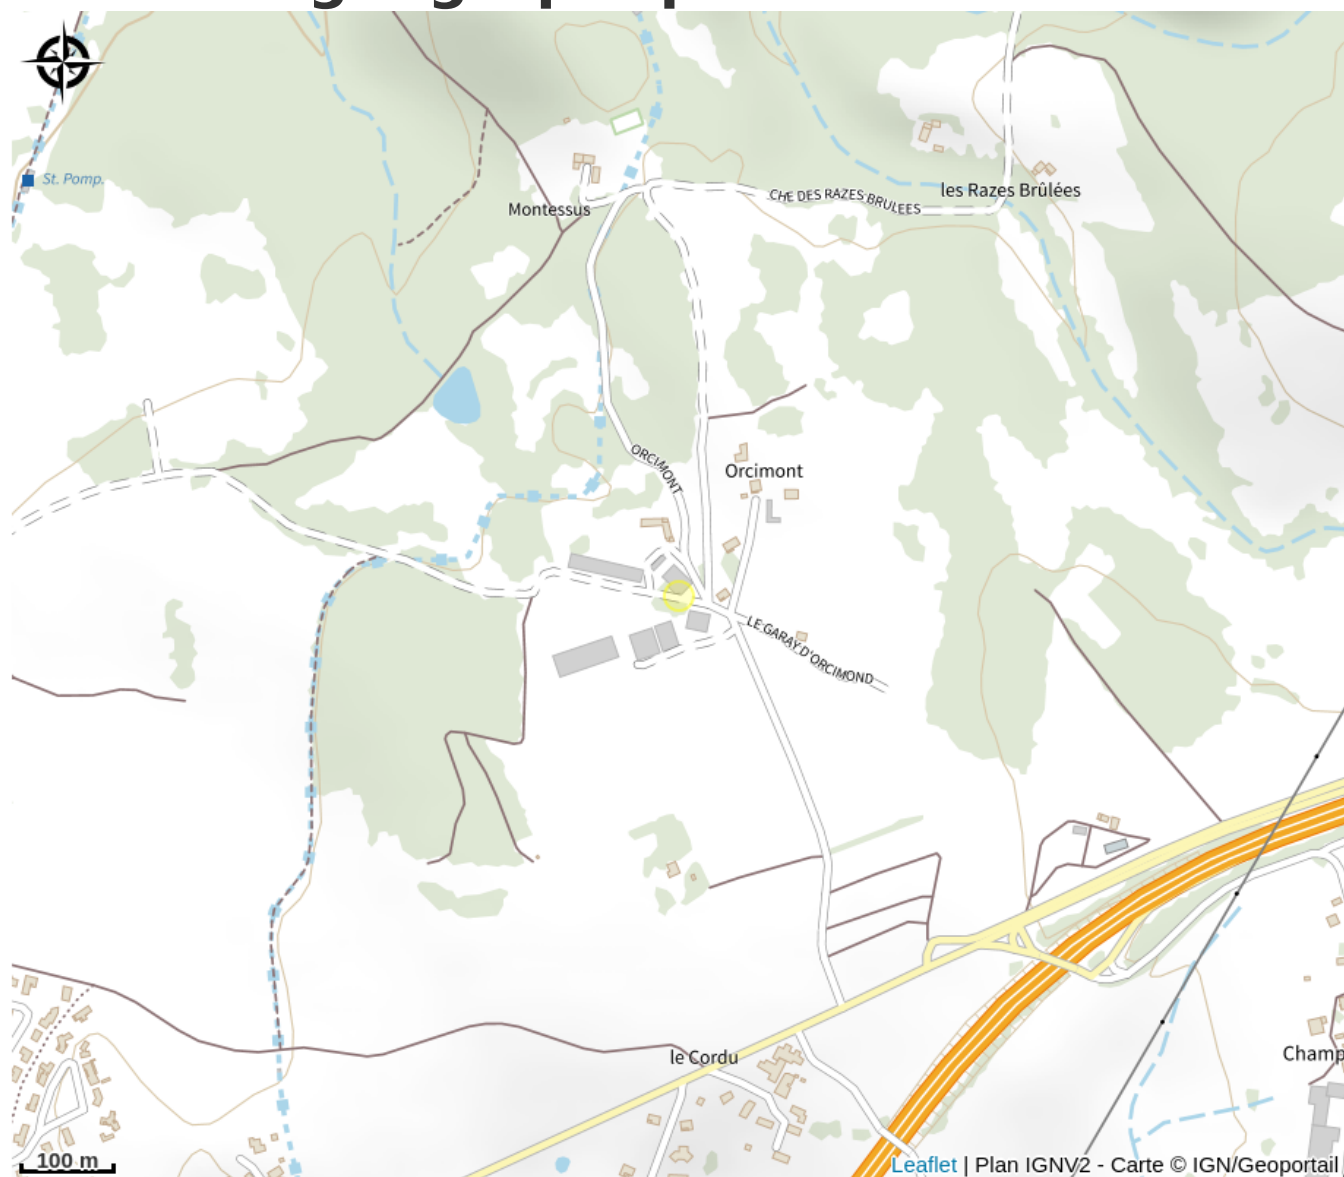 St. Pomp.
Montessus
CHE DES RAZES BRULEES
les Razes Brûlées
ORCIMONT
Orcimont
LE GARAY D'ORCIMOND
le Cordu
Champ
100 m
Leaflet | Plan IGNV2 - Carte © IGN/Geoportail